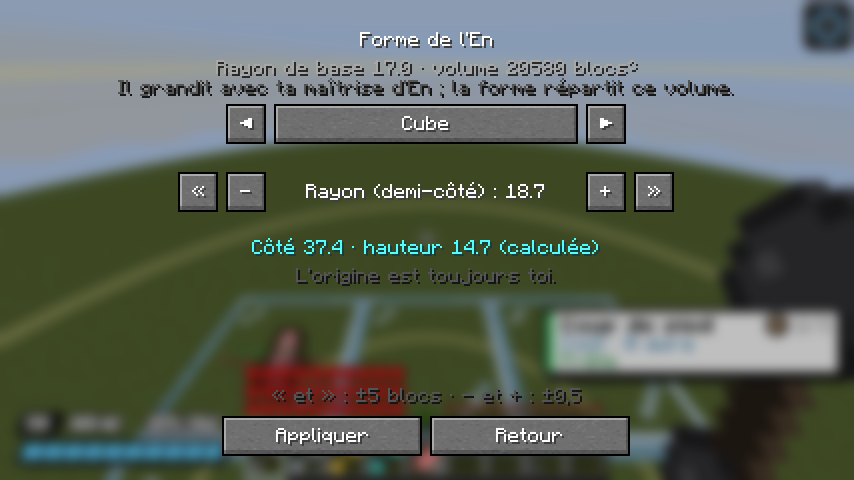 Forme de l'En
Rayon de base 17.0 · volume 20580 blocs³
Il grandit avec ta maîtrise d'En ; la forme répartit ce volume.
◄ Cube ►
« - Rayon (demi-côté) : 18.7 + »
Côté 37.4 · hauteur 14.7 (calculée)
L'origine est toujours toi.
« et » : ±5 blocs · - et + : ±0,5
Appliquer Retour